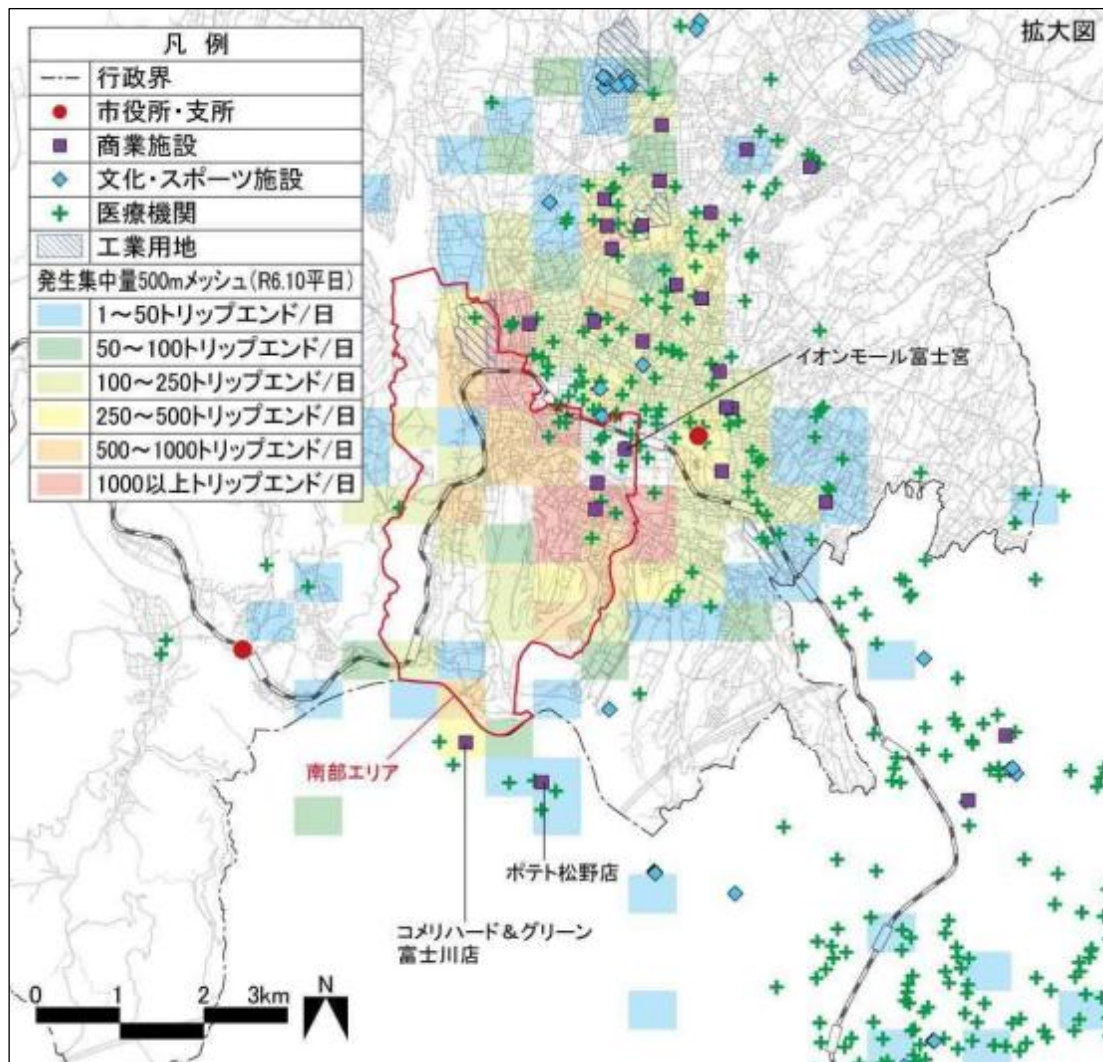 拡大図
凡 例
行政界
市役所・支所
商業施設
文化・スポーツ施設
医療機関
工業用地
発生集中量500mメッシュ(R6.10平日)
1～50トリップエンド/日
50～100トリップエンド/日
100～250トリップエンド/日
250～500トリップエンド/日
500～1000トリップエンド/日
1000以上トリップエンド/日
イオンモール富士宮
南部エリア
ポテト松野店
コメリハード＆グリーン
富士川店
0 1 2 3km
N